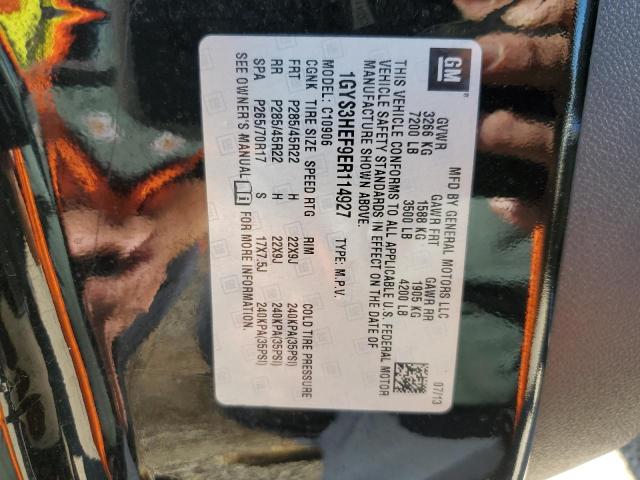 GM
MFD BY GENERAL MOTORS LLC 07/13
GVWR GAWR FRT GAWR RR
3266 KG 1588 KG 1905 KG
7200 LB 3500 LB 4200 LB
THIS VEHICLE CONFORMS TO ALL APPLICABLE U.S. FEDERAL MOTOR
VEHICLE SAFETY STANDARDS IN EFFECT ON THE DATE OF
MANUFACTURE SHOWN ABOVE.
1GYS3HEF9ER114927 TYPE: M.P.V.
MODEL: C10906
CGNK TIRE SIZE SPEED RTG RIM COLD TIRE PRESSURE
FRT P285/45R22 H 22X9J 240KPA(35PSI)
RR P285/45R22 H 22X9J 240KPA(35PSI)
SPA P265/70R17 S 17X7.5J 240KPA(35PSI)
SEE OWNER'S MANUAL FOR MORE INFORMATION.